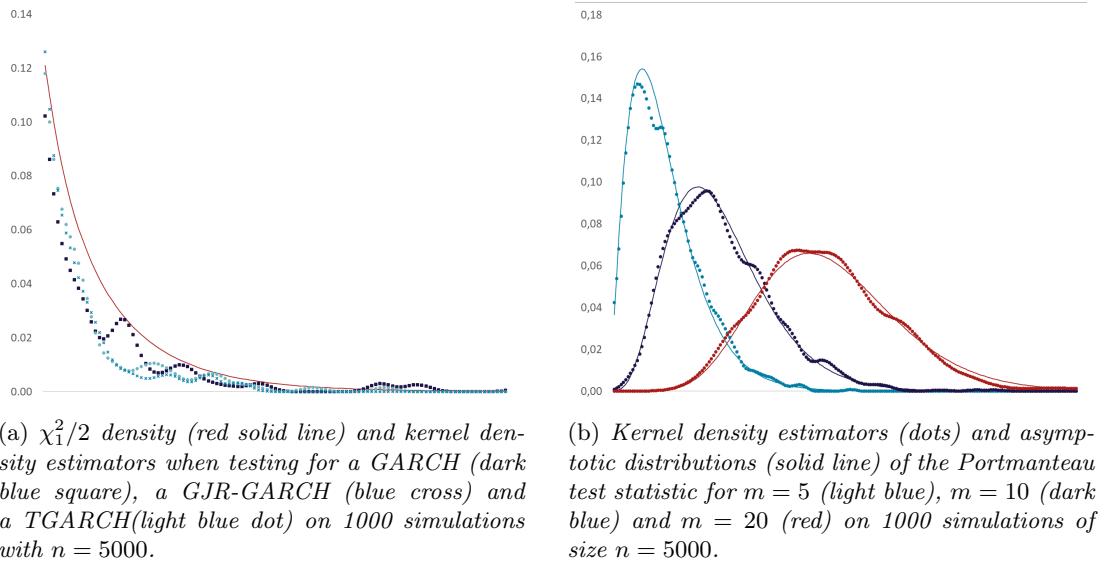 0.14
0.12
0.10
0.08
0.06
0.04
0.02
0.00
0,18
0,16
0,14
0,12
0,10
0,08
0,06
0,04
0,02
0,00
(a) χ²₁/2 density (red solid line) and kernel den-
sity estimators when testing for a GARCH (dark
blue square), a GJR-GARCH (blue cross) and
a TGARCH(light blue dot) on 1000 simulations
with n = 5000.
(b) Kernel density estimators (dots) and asymp-
totic distributions (solid line) of the Portmanteau
test statistic for m = 5 (light blue), m = 10 (dark
blue) and m = 20 (red) on 1000 simulations of
size n = 5000.